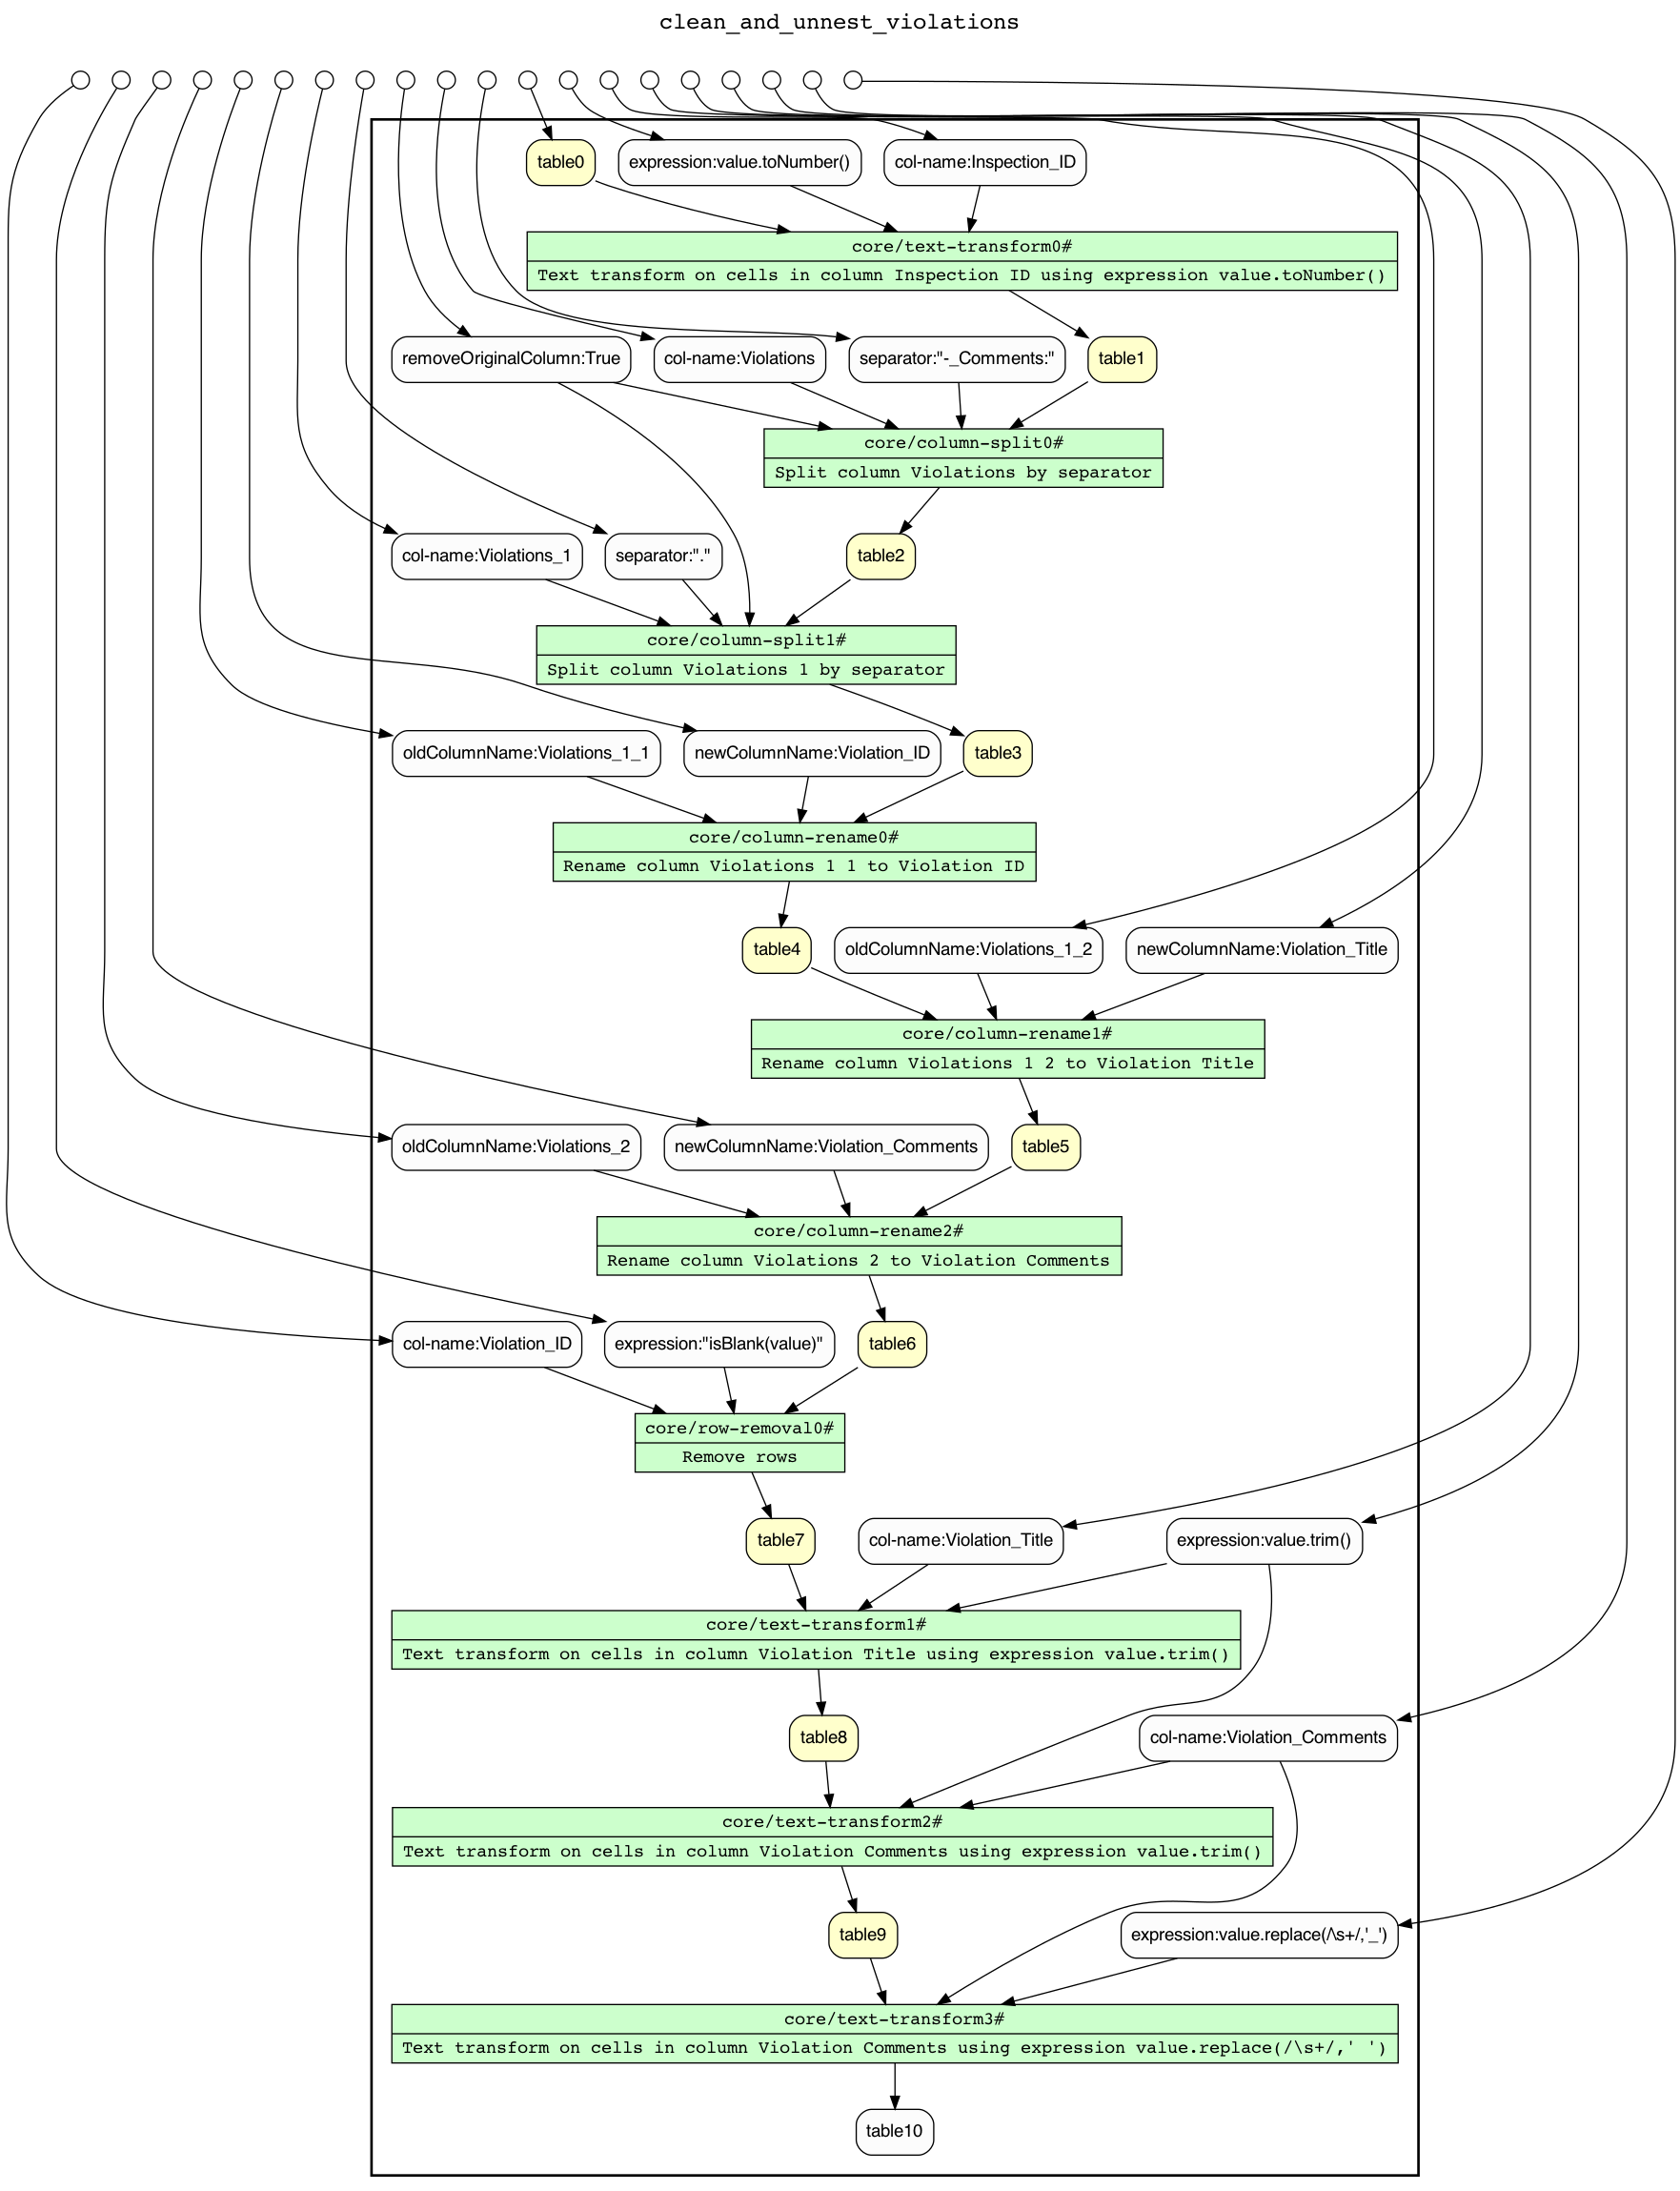 clean_and_unnest_violations
table0
expression:value.toNumber()
col-name:Inspection_ID
core/text-transform0#
Text transform on cells in column Inspection ID using expression value.toNumber()
removeOriginalColumn:True
col-name:Violations
separator:"-_Comments:"
table1
core/column-split0#
Split column Violations by separator
col-name:Violations_1
separator:"."
table2
core/column-split1#
Split column Violations 1 by separator
oldColumnName:Violations_1_1
newColumnName:Violation_ID
table3
core/column-rename0#
Rename column Violations 1 1 to Violation ID
table4
oldColumnName:Violations_1_2
newColumnName:Violation_Title
core/column-rename1#
Rename column Violations 1 2 to Violation Title
oldColumnName:Violations_2
newColumnName:Violation_Comments
table5
core/column-rename2#
Rename column Violations 2 to Violation Comments
col-name:Violation_ID
expression:"isBlank(value)"
table6
core/row-removal0#
Remove rows
table7
col-name:Violation_Title
expression:value.trim()
core/text-transform1#
Text transform on cells in column Violation Title using expression value.trim()
table8
col-name:Violation_Comments
core/text-transform2#
Text transform on cells in column Violation Comments using expression value.trim()
table9
expression:value.replace(/\s+/,'_')
core/text-transform3#
Text transform on cells in column Violation Comments using expression value.replace(/\s+/,' ')
table10